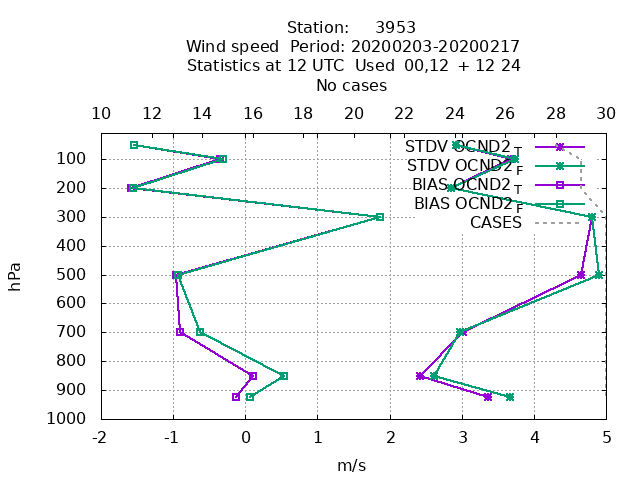 Station: 3953
Wind speed Period: 20200203-20200217
Statistics at 12 UTC Used 00,12 + 12 24
No cases
10 12 14 16 18 20 22 24 26 28 30
STDV OCND2_T
STDV OCND2_F
BIAS OCND2_T
BIAS OCND2_F
CASES
100
200
300
400
500
600
700
800
900
1000
hPa
-2 -1 0 1 2 3 4 5
m/s